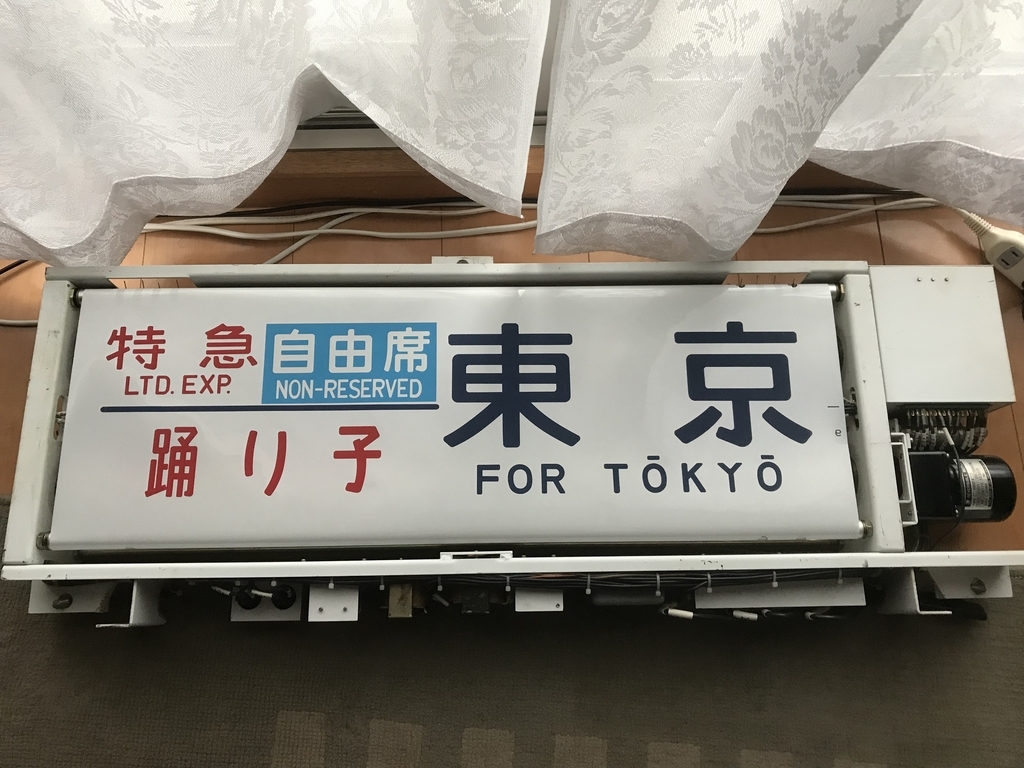 特急
LTD. EXP.
自由席
NON-RESERVED
踊り子
東京
FOR TŌKYŌ